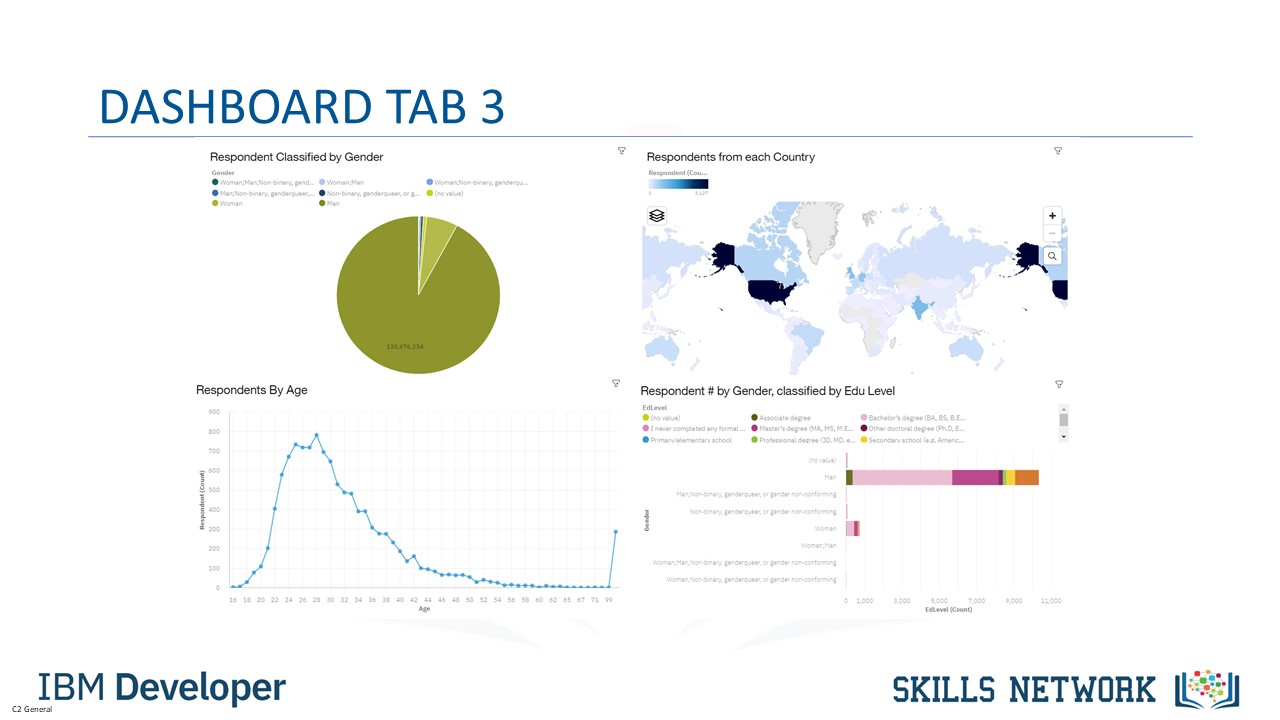 DASHBOARD TAB 3
Respondent Classified by Gender
Gender
Woman;Man;Non-binary, gend...
Woman;Man
Woman;Non-binary, genderqu...
Man;Non-binary, genderqueer,...
Non-binary, genderqueer, or g...
(no value)
Woman
Man
130,676,354
Respondents from each Country
Respondent (Cou...
1
Respondents By Age
Respondent (Count)
900
800
700
600
500
400
300
200
100
0
16 18 20 22 24 26 28 30 32 34 36 38 40 42 44 46 48 50 52 54 56 58 60 62 65 67 71 99
Age
Respondent # by Gender, classified by Edu Level
EdLevel
(no value)
Associate degree
Bachelor's degree (BA, BS, B.E...
I never completed any formal ...
Master's degree (MA, MS, M.E...
Other doctoral degree (Ph.D, E...
Primary/elementary school
Professional degree (JD, MD, e...
Secondary school (e.g. Americ...
Gender
(no value)
Man
Man;Non-binary, genderqueer, or gender non-conforming
Non-binary, genderqueer, or gender non-conforming
Woman
Woman;Man
Woman;Man;Non-binary, genderqueer, or gender non-conforming
Woman;Non-binary, genderqueer, or gender non-conforming
0 1,000 3,000 5,000 7,000 9,000 11,000
EdLevel (Count)
IBM Developer
SKILLS NETWORK
C2 General